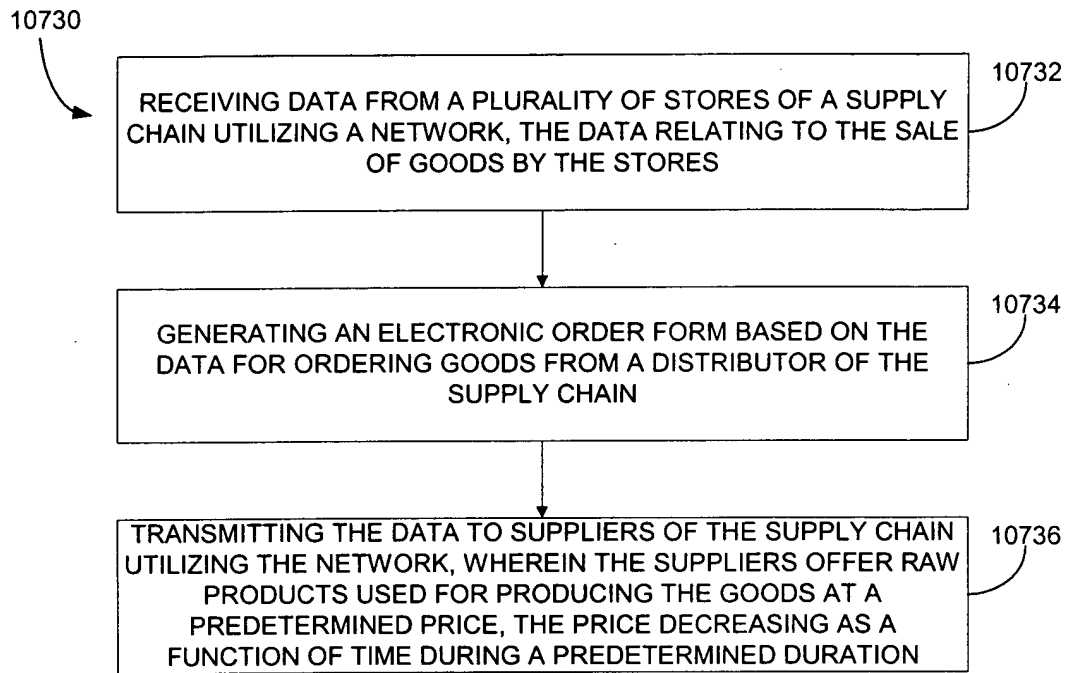 10730
10732
RECEIVING DATA FROM A PLURALITY OF STORES OF A SUPPLY
CHAIN UTILIZING A NETWORK, THE DATA RELATING TO THE SALE
OF GOODS BY THE STORES
10734
GENERATING AN ELECTRONIC ORDER FORM BASED ON THE
DATA FOR ORDERING GOODS FROM A DISTRIBUTOR OF THE
SUPPLY CHAIN
10736
TRANSMITTING THE DATA TO SUPPLIERS OF THE SUPPLY CHAIN
UTILIZING THE NETWORK, WHEREIN THE SUPPLIERS OFFER RAW
PRODUCTS USED FOR PRODUCING THE GOODS AT A
PREDETERMINED PRICE, THE PRICE DECREASING AS A
FUNCTION OF TIME DURING A PREDETERMINED DURATION